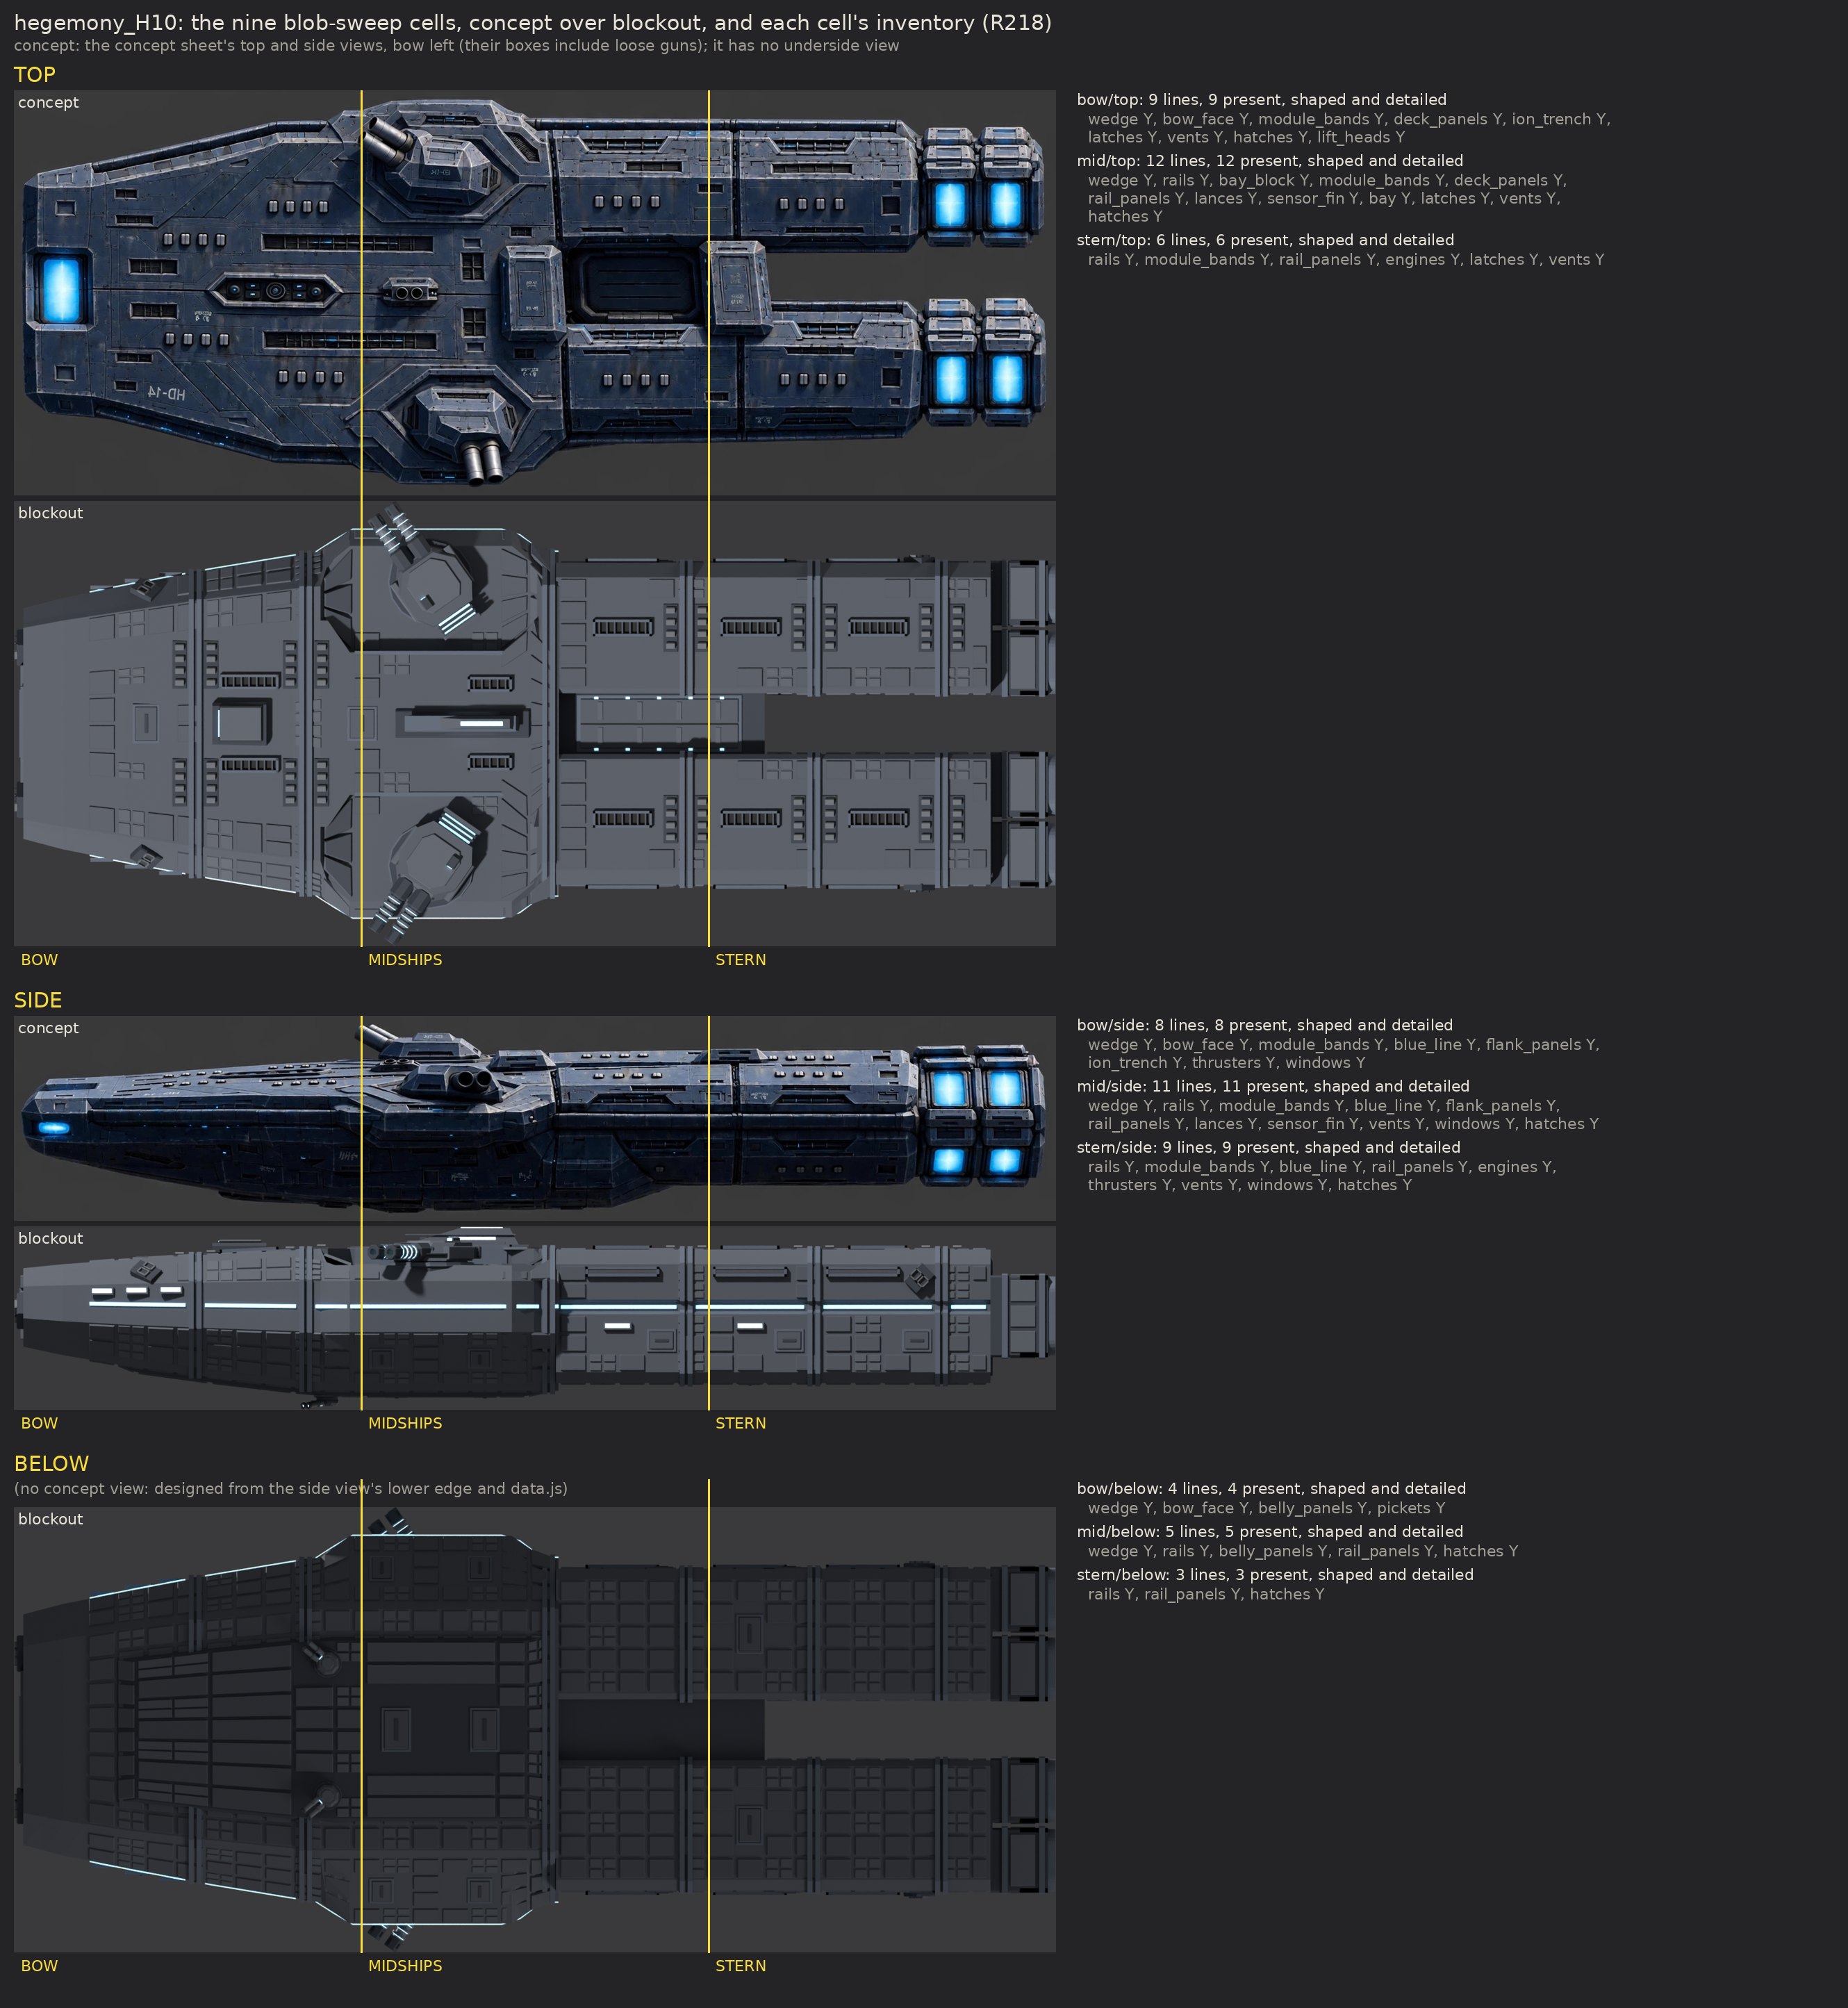 hegemony_H10: the nine blob-sweep cells, concept over blockout, and each cell's inventory (R218)
concept: the concept sheet's top and side views, bow left (their boxes include loose guns); it has no underside view
TOP
concept
HD-14
blockout
BOW
MIDSHIPS
STERN
bow/top: 9 lines, 9 present, shaped and detailed
wedge Y, bow_face Y, module_bands Y, deck_panels Y, ion_trench Y,
latches Y, vents Y, hatches Y, lift_heads Y
mid/top: 12 lines, 12 present, shaped and detailed
wedge Y, rails Y, bay_block Y, module_bands Y, deck_panels Y,
rail_panels Y, lances Y, sensor_fin Y, bay Y, latches Y, vents Y,
hatches Y
stern/top: 6 lines, 6 present, shaped and detailed
rails Y, module_bands Y, rail_panels Y, engines Y, latches Y, vents Y
SIDE
concept
blockout
BOW
MIDSHIPS
STERN
bow/side: 8 lines, 8 present, shaped and detailed
wedge Y, bow_face Y, module_bands Y, blue_line Y, flank_panels Y,
ion_trench Y, thrusters Y, windows Y
mid/side: 11 lines, 11 present, shaped and detailed
wedge Y, rails Y, module_bands Y, blue_line Y, flank_panels Y,
rail_panels Y, lances Y, sensor_fin Y, vents Y, windows Y, hatches Y
stern/side: 9 lines, 9 present, shaped and detailed
rails Y, module_bands Y, blue_line Y, rail_panels Y, engines Y,
thrusters Y, vents Y, windows Y, hatches Y
BELOW
(no concept view: designed from the side view's lower edge and data.js)
blockout
BOW
MIDSHIPS
STERN
bow/below: 4 lines, 4 present, shaped and detailed
wedge Y, bow_face Y, belly_panels Y, pickets Y
mid/below: 5 lines, 5 present, shaped and detailed
wedge Y, rails Y, belly_panels Y, rail_panels Y, hatches Y
stern/below: 3 lines, 3 present, shaped and detailed
rails Y, rail_panels Y, hatches Y